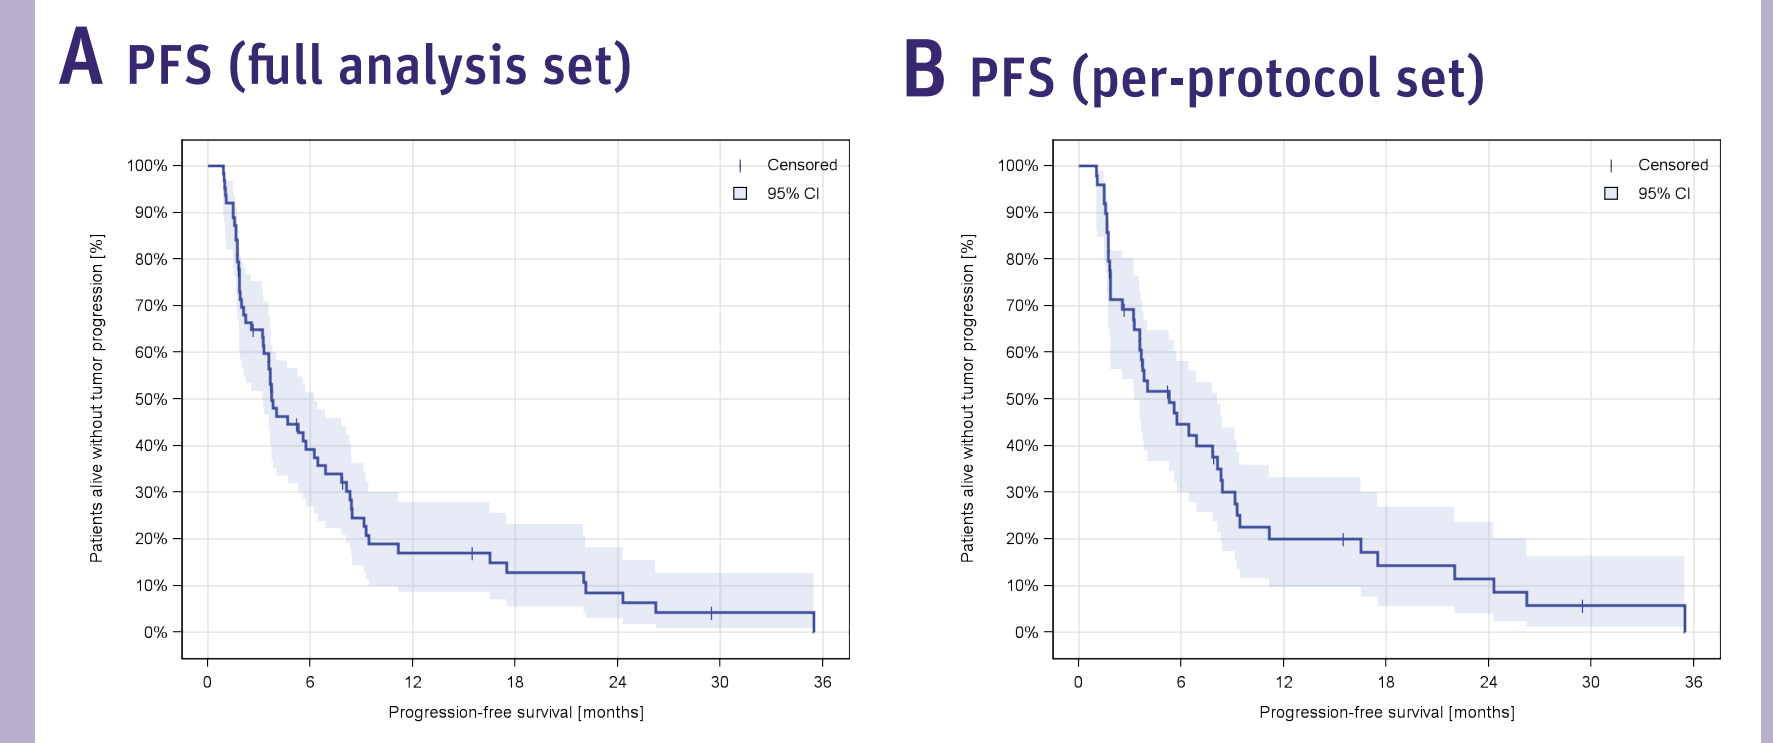 A PFS (full analysis set)
Patients alive without tumor progression [%]
100%
90%
80%
70%
60%
50%
40%
30%
20%
10%
0%
Censored
95% CI
0 6 12 18 24 30 36
Progression-free survival [months]
B PFS (per-protocol set)
Patients alive without tumor progression [%]
100%
90%
80%
70%
60%
50%
40%
30%
20%
10%
0%
Censored
95% CI
0 6 12 18 24 30 36
Progression-free survival [months]